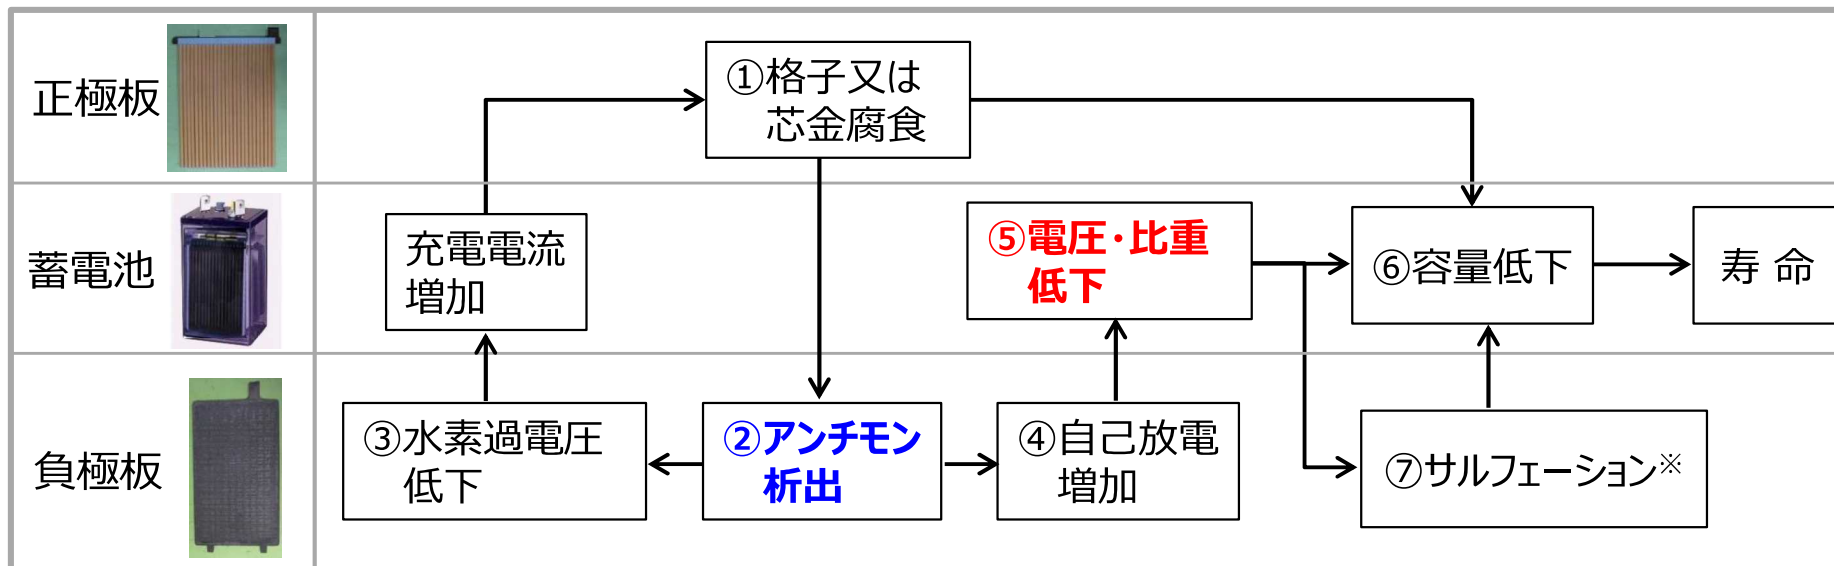 正極板
①格子又は
芯金腐食
蓄電池
充電電流
増加
⑤電圧・比重
低下
⑥容量低下
寿 命
負極板
③水素過電圧
低下
②アンチモン
析出
④自己放電
増加
⑦サルフェーション※